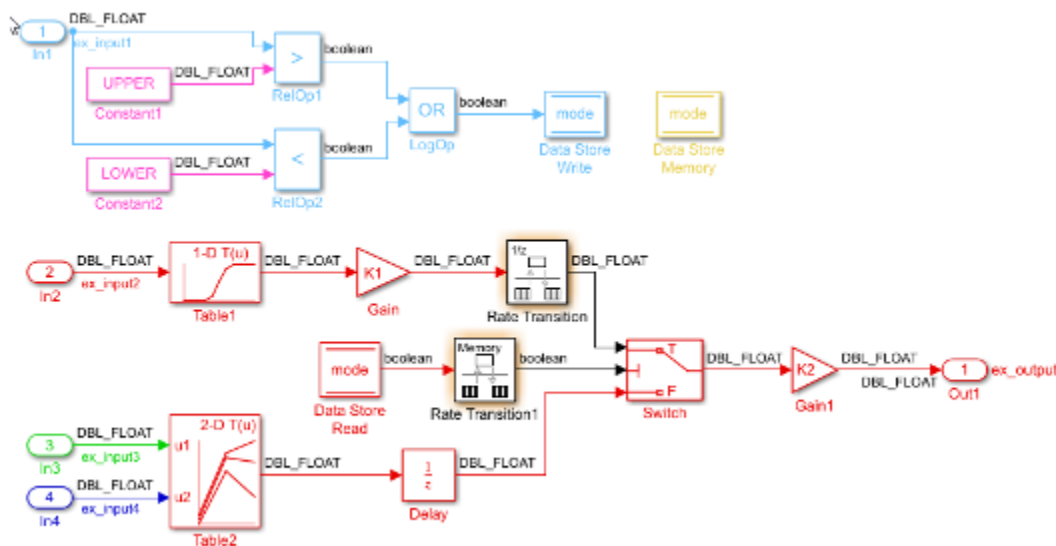 DBL_FLOAT
1
ex_input1
In1
UPPER
DBL_FLOAT
Constant1
>
boolean
RelOp1
OR
boolean
LogOp
mode
Data Store
Write
mode
Data Store
Memory
LOWER
DBL_FLOAT
Constant2
<
boolean
RelOp2
2
DBL_FLOAT
ex_input2
In2
1-D T(u)
Table1
DBL_FLOAT
K1
Gain
DBL_FLOAT
1/z
Rate Transition
DBL_FLOAT
mode
boolean
Data Store
Read
Memory
Rate Transition1
boolean
T
F
Switch
DBL_FLOAT
K2
Gain1
DBL_FLOAT
DBL_FLOAT
1
ex_output
Out1
3
DBL_FLOAT
ex_input3
In3
4
DBL_FLOAT
ex_input4
In4
2-D T(u)
u1
u2
Table2
DBL_FLOAT
1
z
Delay
DBL_FLOAT